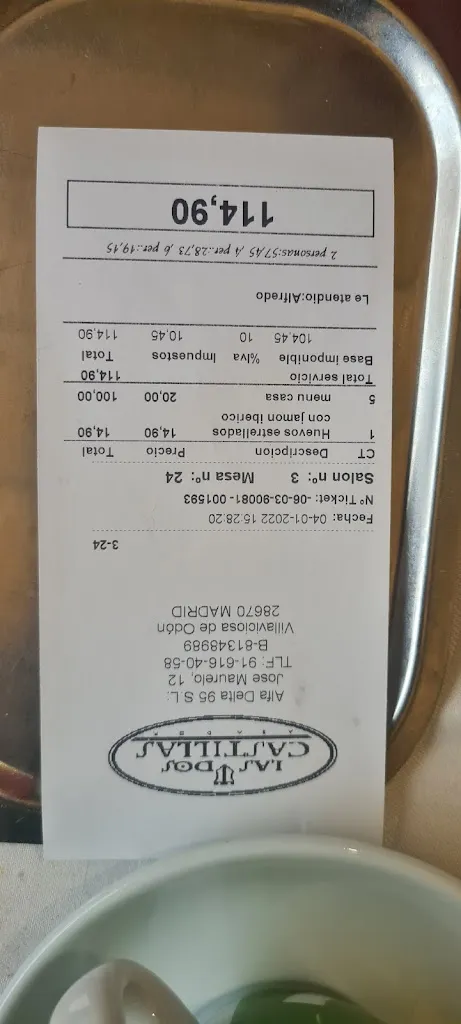 LAS DOS
CASTILLAS
Alfa Delta 95 S L:
Jose Maurelo, 12
TLF: 91-616-40-58
B-81348989
Villaviciosa de Odón
28670 MADRID
3-24
Fecha: 04-01-2022 15:28:20
Nº Ticket: -06-03-90081- 001593
Salon nº: 3 Mesa nº: 24
CT Descripcion Precio Total
1 Huevos estrellados 14,90 14,90
con jamon iberico
5 menu casa 20,00 100,00
Total servicio 114,90
Base imponible %Iva Impuestos Total
104,45 10 10,45 114,90
Le atendio:Alfredo
2 personas:57,45 ,4 per.:28,73 ,6 per.:19,15
114,90